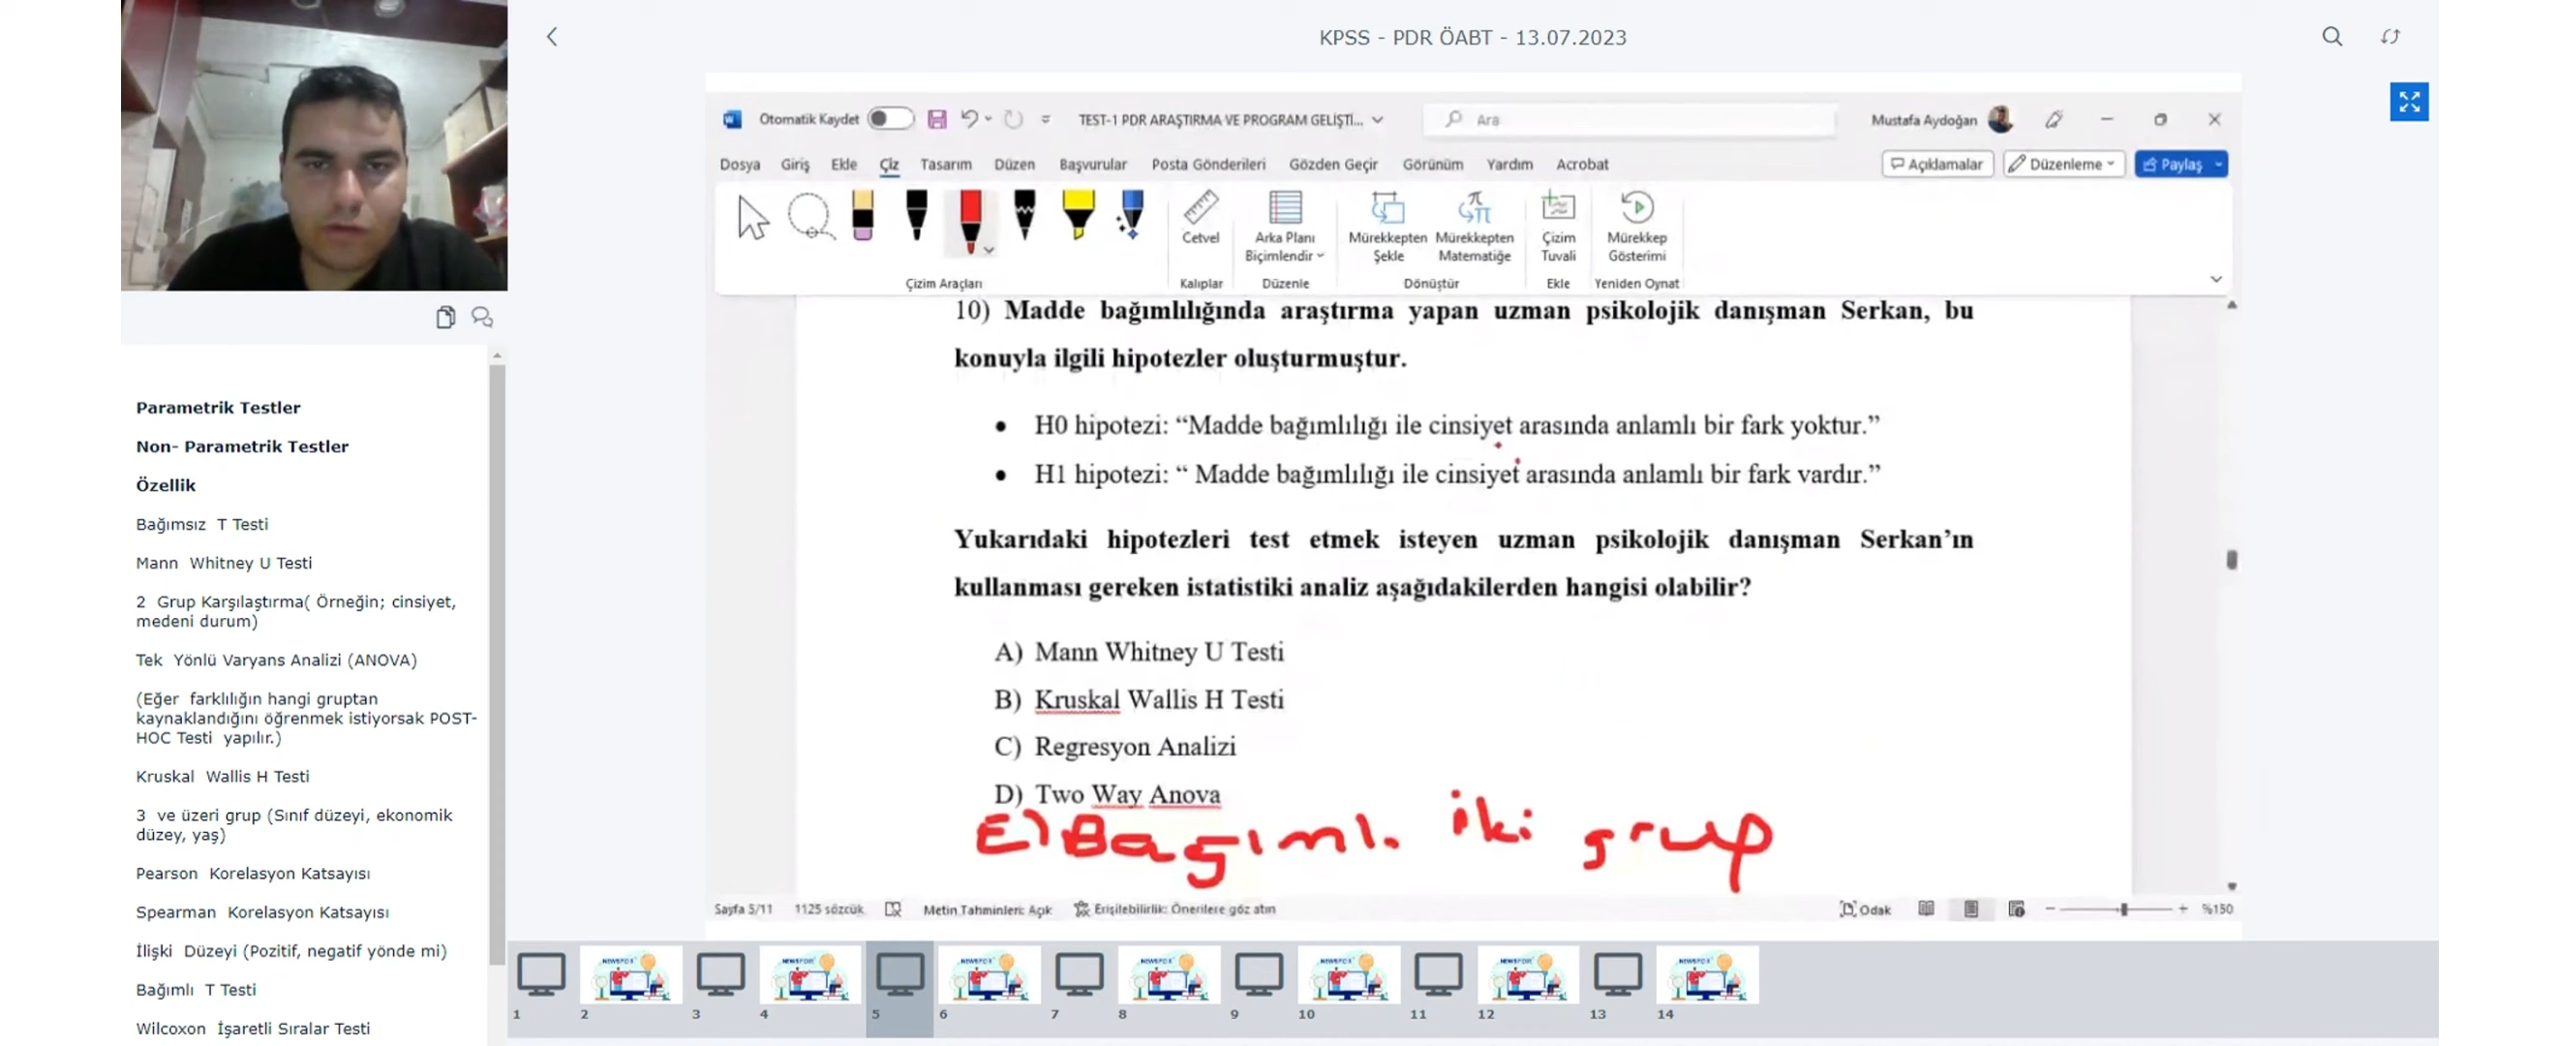 KPSS - PDR ÖABT - 13.07.2023
Otomatik Kaydet
TEST-1 PDR ARAŞTIRMA VE PROGRAM GELİŞTİ...
Ara
Mustafa Aydoğan
Dosya Giriş Ekle Çiz Tasarım Düzen Başvurular Posta Gönderileri Gözden Geçir Görünüm Yardım Acrobat
Açıklamalar Düzenleme Paylaş
Cetvel
Arka Planı
Biçimlendir
Mürekkepten
Şekle
Mürekkepten
Matematiğe
Çizim
Tuvali
Mürekkep
Gösterimi
Çizim Araçları Kalıplar Düzenle Dönüştür Ekle Yeniden Oynat
10) Madde bağımlılığında araştırma yapan uzman psikolojik danışman Serkan, bu
konuyla ilgili hipotezler oluşturmuştur.
• H0 hipotezi: “Madde bağımlılığı ile cinsiyet arasında anlamlı bir fark yoktur.”
• H1 hipotezi: “ Madde bağımlılığı ile cinsiyet arasında anlamlı bir fark vardır.”
Yukarıdaki hipotezleri test etmek isteyen uzman psikolojik danışman Serkan’ın
kullanması gereken istatistiki analiz aşağıdakilerden hangisi olabilir?
A) Mann Whitney U Testi
B) Kruskal Wallis H Testi
C) Regresyon Analizi
D) Two Way Anova
E) Bağımlı iki grup
Sayfa 5/11 1125 sözcük Metin Tahminleri: Açık Erişilebilirlik: Önerilere göz atın Odak %150
Parametrik Testler
Non- Parametrik Testler
Özellik
Bağımsız T Testi
Mann Whitney U Testi
2 Grup Karşılaştırma( Örneğin; cinsiyet,
medeni durum)
Tek Yönlü Varyans Analizi (ANOVA)
(Eğer farklılığın hangi gruptan
kaynaklandığını öğrenmek istiyorsak POST-
HOC Testi yapılır.)
Kruskal Wallis H Testi
3 ve üzeri grup (Sınıf düzeyi, ekonomik
düzey, yaş)
Pearson Korelasyon Katsayısı
Spearman Korelasyon Katsayısı
İlişki Düzeyi (Pozitif, negatif yönde mi)
Bağımlı T Testi
Wilcoxon İşaretli Sıralar Testi
1 2 3 4 5 6 7 8 9 10 11 12 13 14